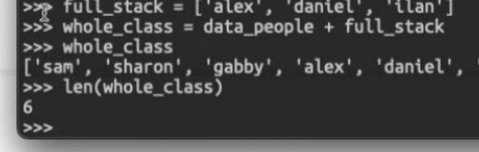 >>> full_stack = ['alex', 'daniel', 'ilan']
>>> whole_class = data_people + full_stack
>>> whole_class
['sam', 'sharon', 'gabby', 'alex', 'daniel', '
>>> len(whole_class)
6
>>>